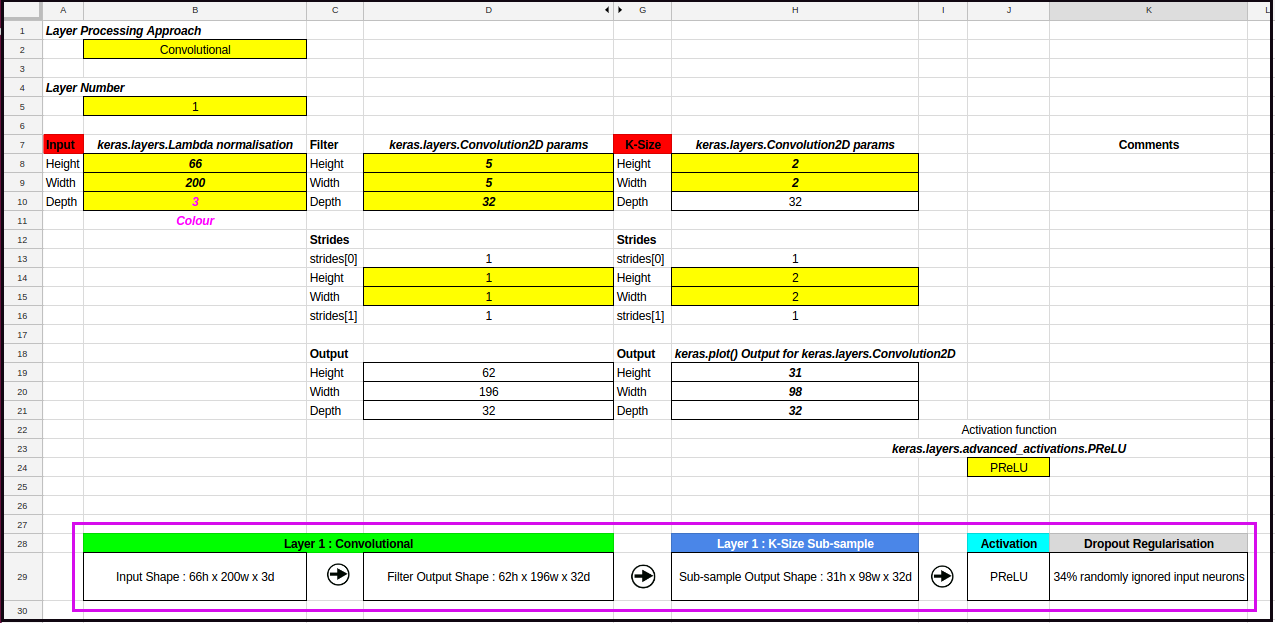 A B C D G H I J K L
1 Layer Processing Approach
2 Convolutional
3
4 Layer Number
5 1
6
7 Input keras.layers.Lambda normalisation Filter keras.layers.Convolution2D params K-Size keras.layers.Convolution2D params Comments
8 Height 66 Height 5 Height 2
9 Width 200 Width 5 Width 2
10 Depth 3 Depth 32 Depth 32
11 Colour
12 Strides Strides
13 strides[0] 1 strides[0] 1
14 Height 1 Height 2
15 Width 1 Width 2
16 strides[1] 1 strides[1] 1
17
18 Output Output keras.plot() Output for keras.layers.Convolution2D
19 Height 62 Height 31
20 Width 196 Width 98
21 Depth 32 Depth 32
22 Activation function
23 keras.layers.advanced_activations.PReLU
24 PReLU
25
26
27
28 Layer 1 : Convolutional Layer 1 : K-Size Sub-sample Activation Dropout Regularisation
29 Input Shape : 66h x 200w x 3d Filter Output Shape : 62h x 196w x 32d Sub-sample Output Shape : 31h x 98w x 32d PReLU 34% randomly ignored input neurons
30